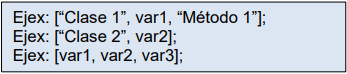 Ejex: [“Clase 1”, var1, “Método 1”];
Ejex: [“Clase 2”, var2];
Ejex: [var1, var2, var3];